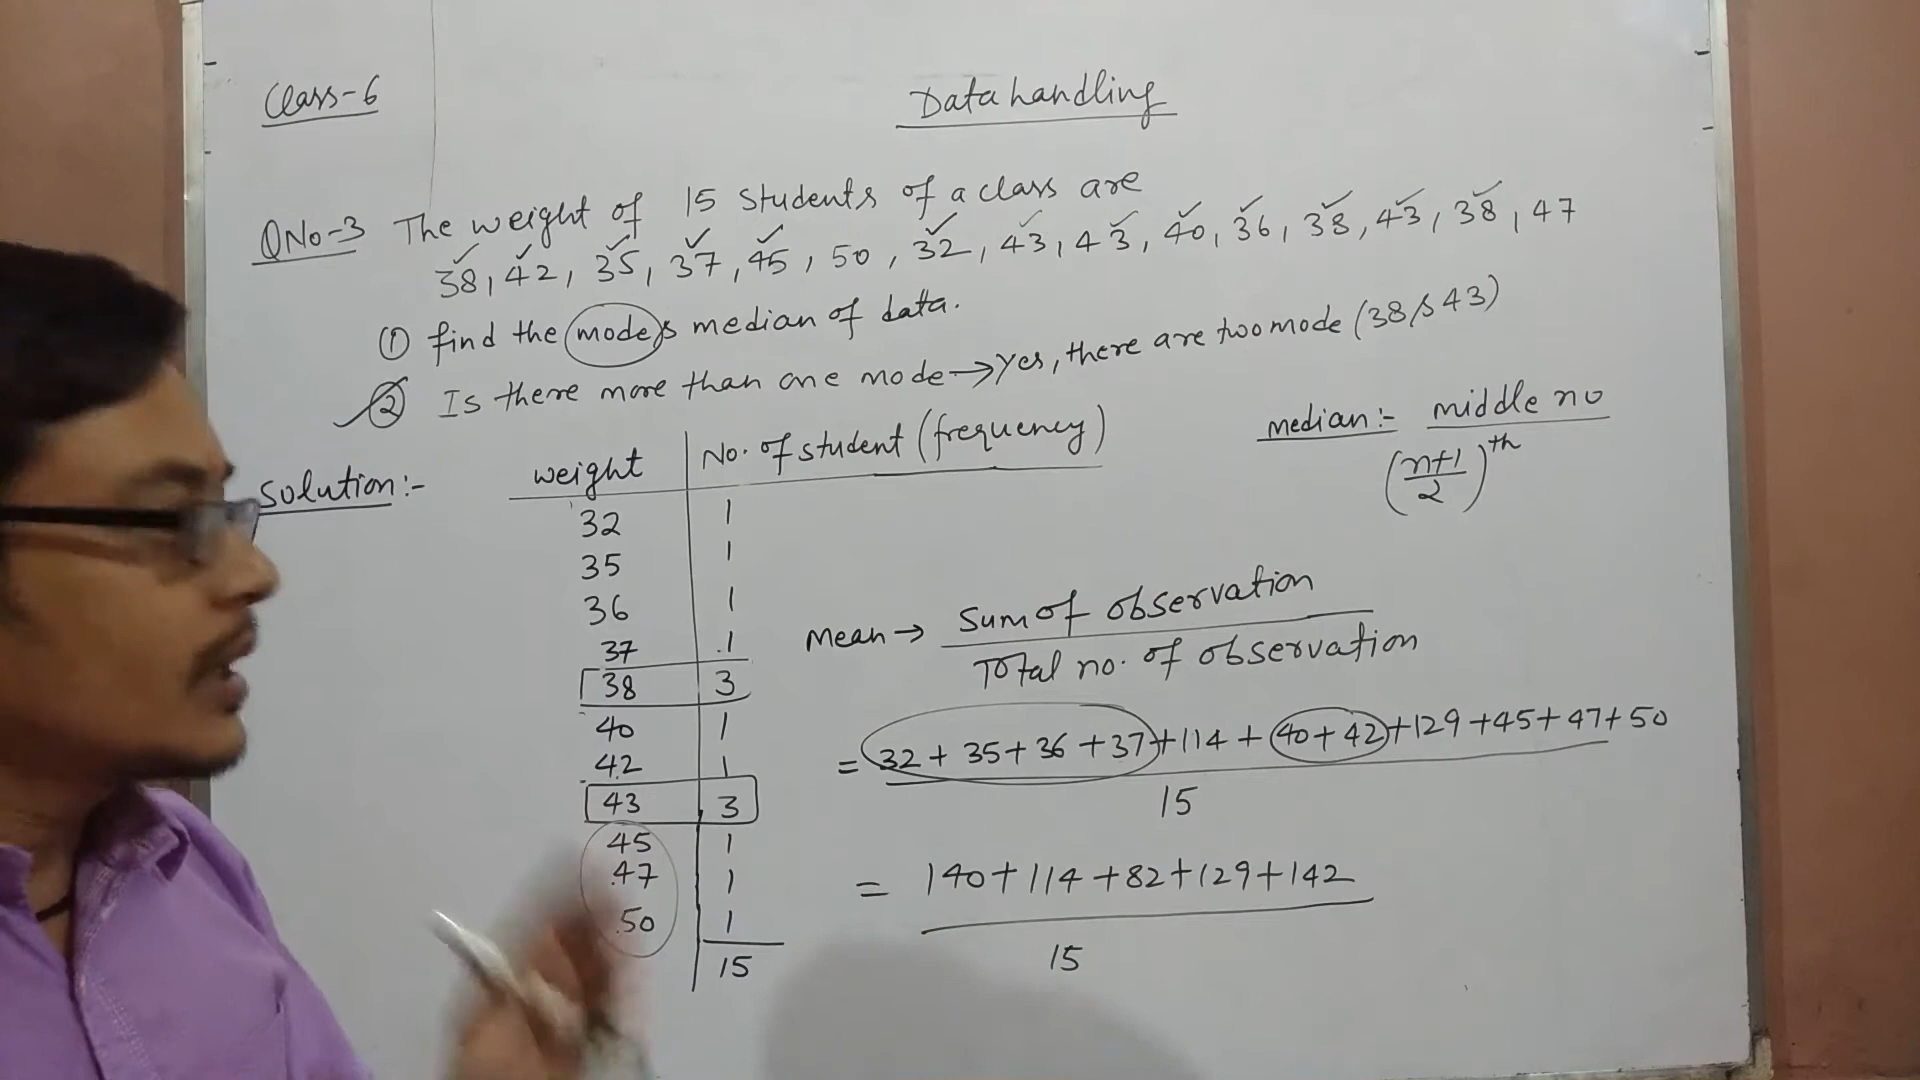 Class-6
Data handling
QNo-3 The weight of 15 students of a class are
38, 42, 35, 37, 45, 50, 32, 43, 43, 40, 36, 38, 43, 38, 47
① find the mode & median of data.
② Is there more than one mode → Yes, there are two mode (38 & 43)
median:- middle no
(n+1/2)th
Solution:-
weight | No. of student (frequency)
32 | 1
35 | 1
36 | 1
37 | 1
38 | 3
40 | 1
42 | 1
43 | 3
45 | 1
47 | 1
50 | 1
15
Mean → Sum of observation
Total no. of observation
= 32 + 35 + 36 + 37 + 114 + 40 + 42 + 129 + 45 + 47 + 50
15
= 140 + 114 + 82 + 129 + 142
15